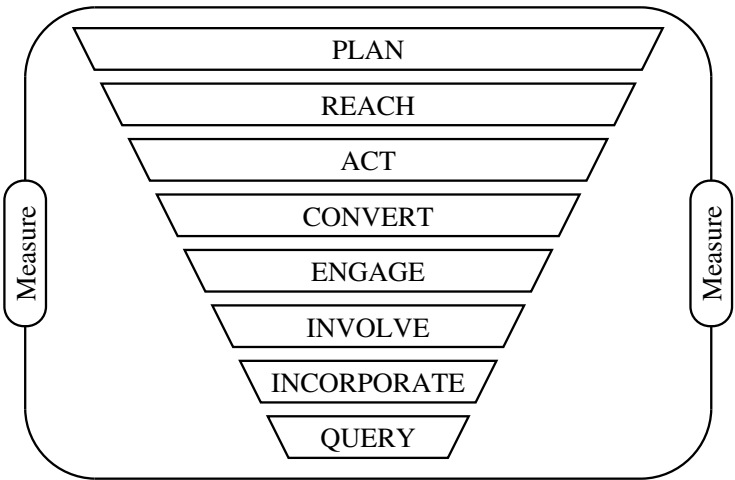 PLAN
REACH
ACT
CONVERT
Measure
Measure
ENGAGE
INVOLVE
INCORPORATE
QUERY